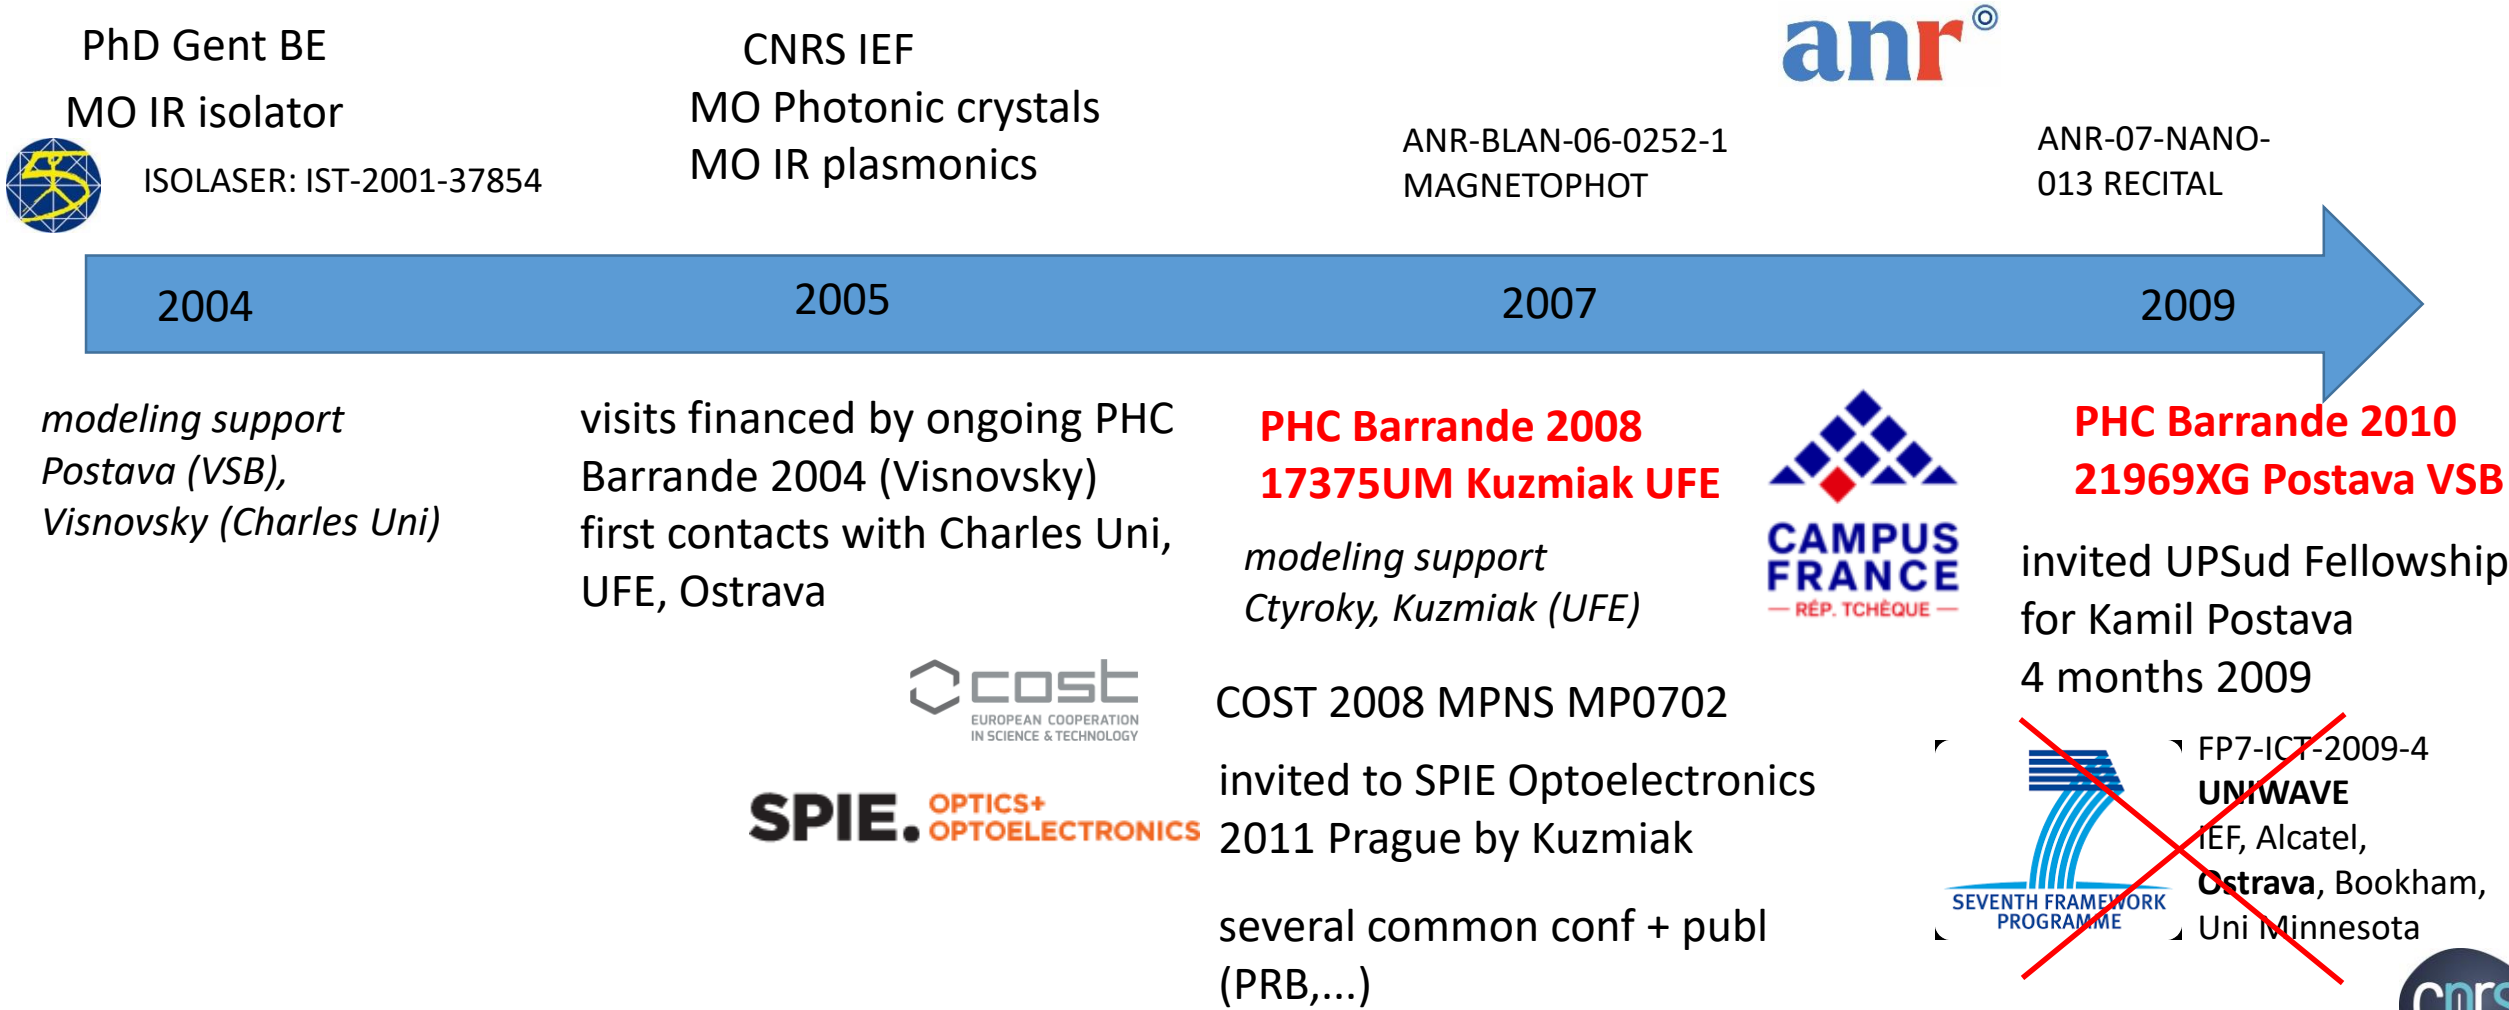 PhD Gent BE
MO IR isolator
ISOLASER: IST-2001-37854
CNRS IEF
MO Photonic crystals
MO IR plasmonics
anr
ANR-BLAN-06-0252-1
MAGNETOPHOT
ANR-07-NANO-
013 RECITAL
2004
2005
2007
2009
modeling support
Postava (VSB),
Visnovsky (Charles Uni)
visits financed by ongoing PHC
Barrande 2004 (Visnovsky)
first contacts with Charles Uni,
UFE, Ostrava
cost
EUROPEAN COOPERATION
IN SCIENCE & TECHNOLOGY
SPIE. OPTICS+
OPTOELECTRONICS
PHC Barrande 2008
17375UM Kuzmiak UFE
modeling support
Ctyroky, Kuzmiak (UFE)
COST 2008 MPNS MP0702
invited to SPIE Optoelectronics
2011 Prague by Kuzmiak
several common conf + publ
(PRB,...)
CAMPUS
FRANCE
— RÉP. TCHÈQUE —
PHC Barrande 2010
21969XG Postava VSB
invited UPSud Fellowship
for Kamil Postava
4 months 2009
SEVENTH FRAMEWORK
PROGRAMME
FP7-ICT-2009-4
UNIWAVE
IEF, Alcatel,
Ostrava, Bookham,
Uni Minnesota
cnrs